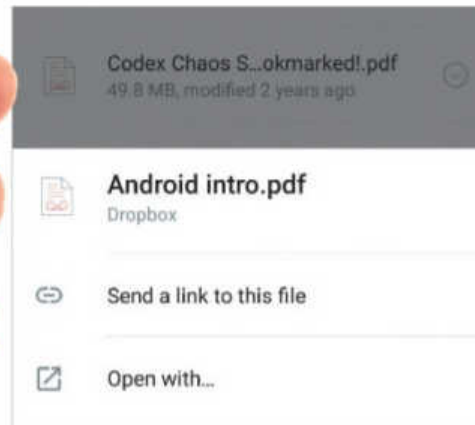 Codex Chaos S...okmarked!.pdf
49.8 MB, modified 2 years ago
Android intro.pdf
Dropbox
Send a link to this file
Open with...